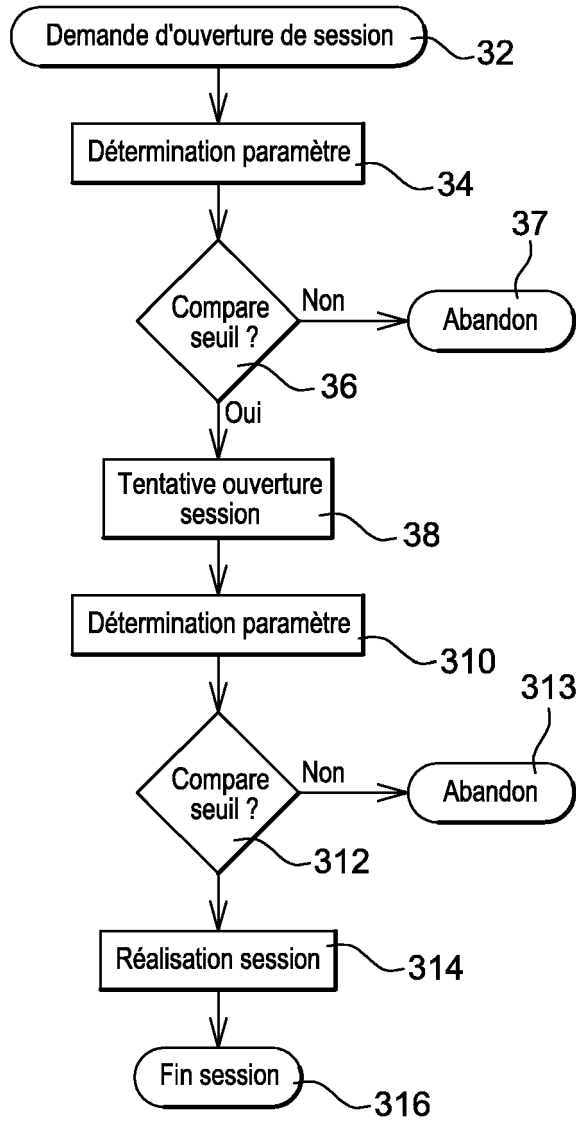 Demande d'ouverture de session
32
Détermination paramètre
34
37
Compare
seuil ?
Non
Abandon
36
Oui
Tentative ouverture
session
38
Détermination paramètre
310
313
Compare
seuil ?
Non
Abandon
312
Réalisation session
314
Fin session
316